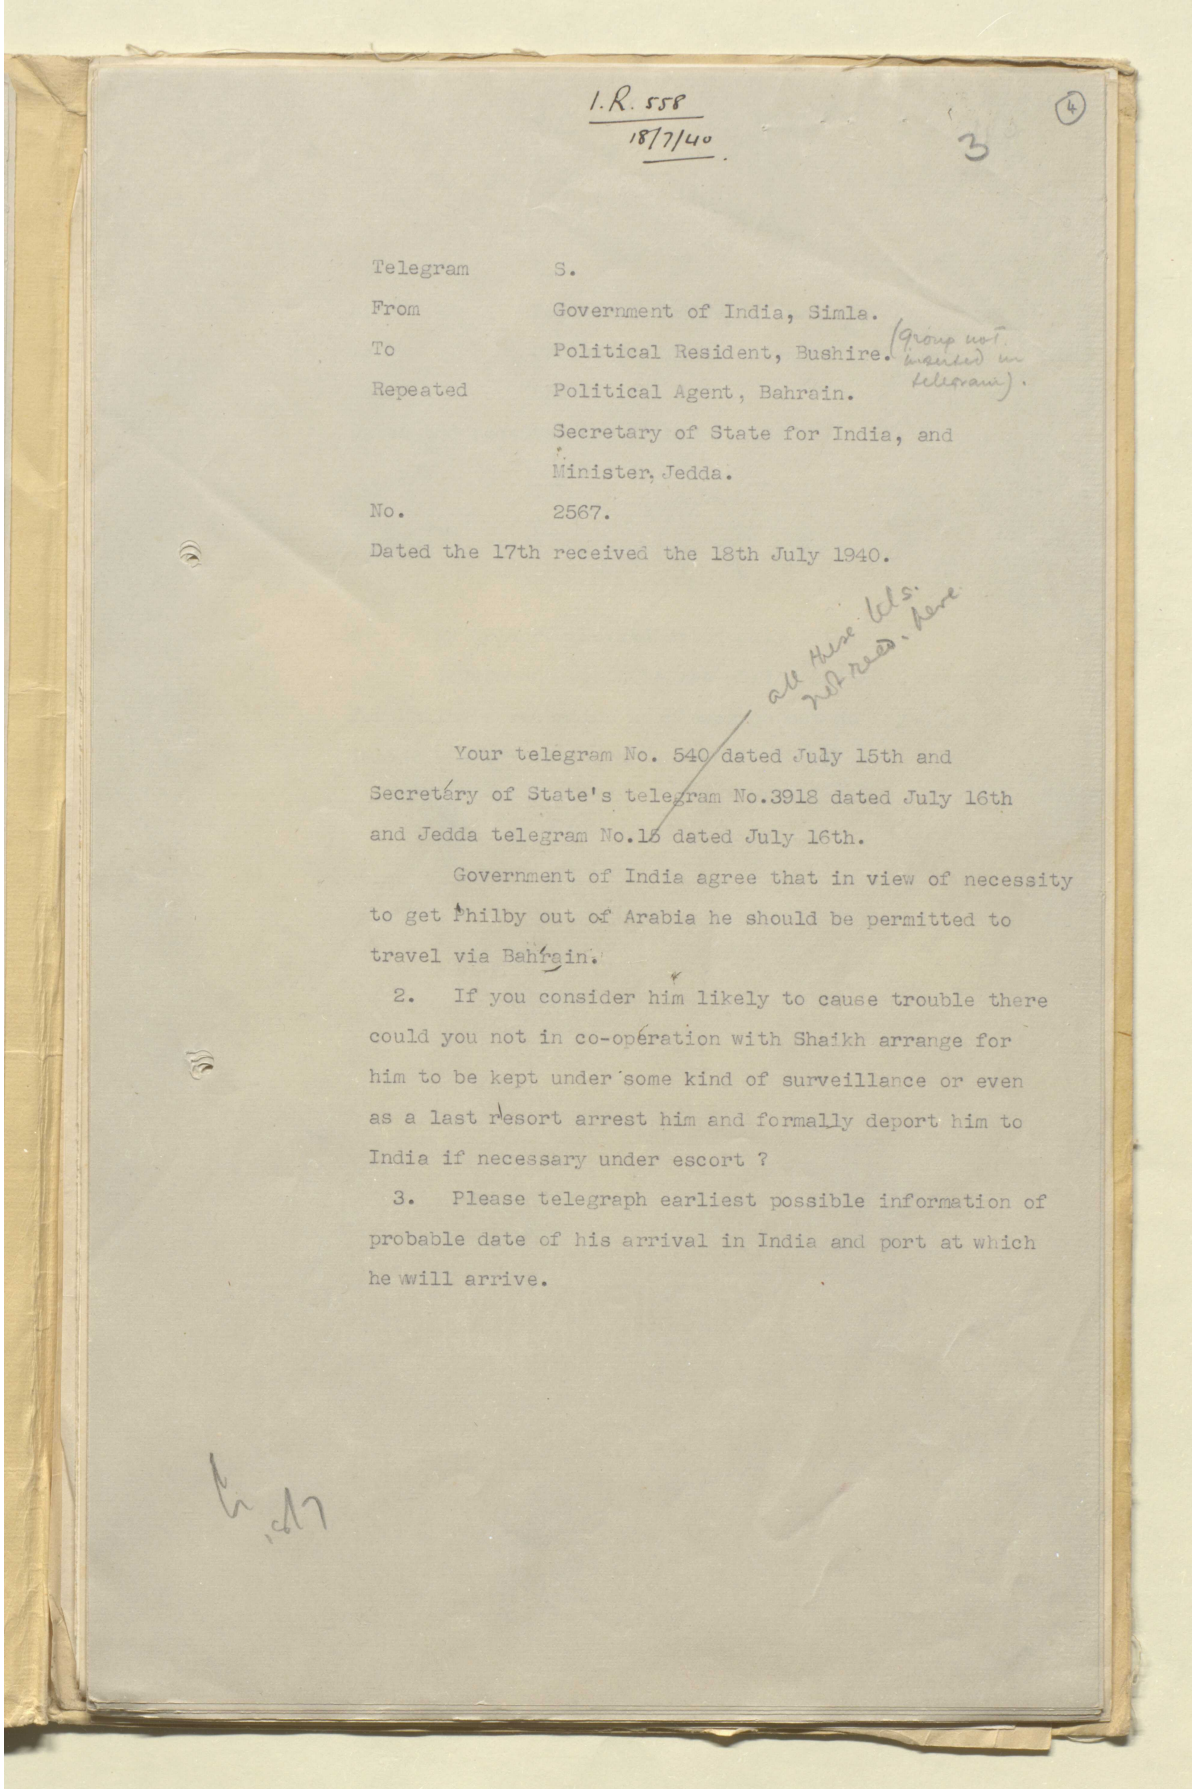 I.R. 558
18/7/40
4
3
Telegram S.
From Government of India, Simla.
To Political Resident, Bushire. (Group not inserted in telegram).
Repeated Political Agent, Bahrain.
Secretary of State for India, and
Minister, Jedda.
No. 2567.
Dated the 17th received the 18th July 1940.
all these tels.
not recd. here
Your telegram No. 540 dated July 15th and
Secretary of State's telegram No.3918 dated July 16th
and Jedda telegram No.15 dated July 16th.
Government of India agree that in view of necessity
to get Philby out of Arabia he should be permitted to
travel via Bahrain.
2. If you consider him likely to cause trouble there
could you not in co-operation with Shaikh arrange for
him to be kept under some kind of surveillance or even
as a last resort arrest him and formally deport him to
India if necessary under escort ?
3. Please telegraph earliest possible information of
probable date of his arrival in India and port at which
he wwill arrive.